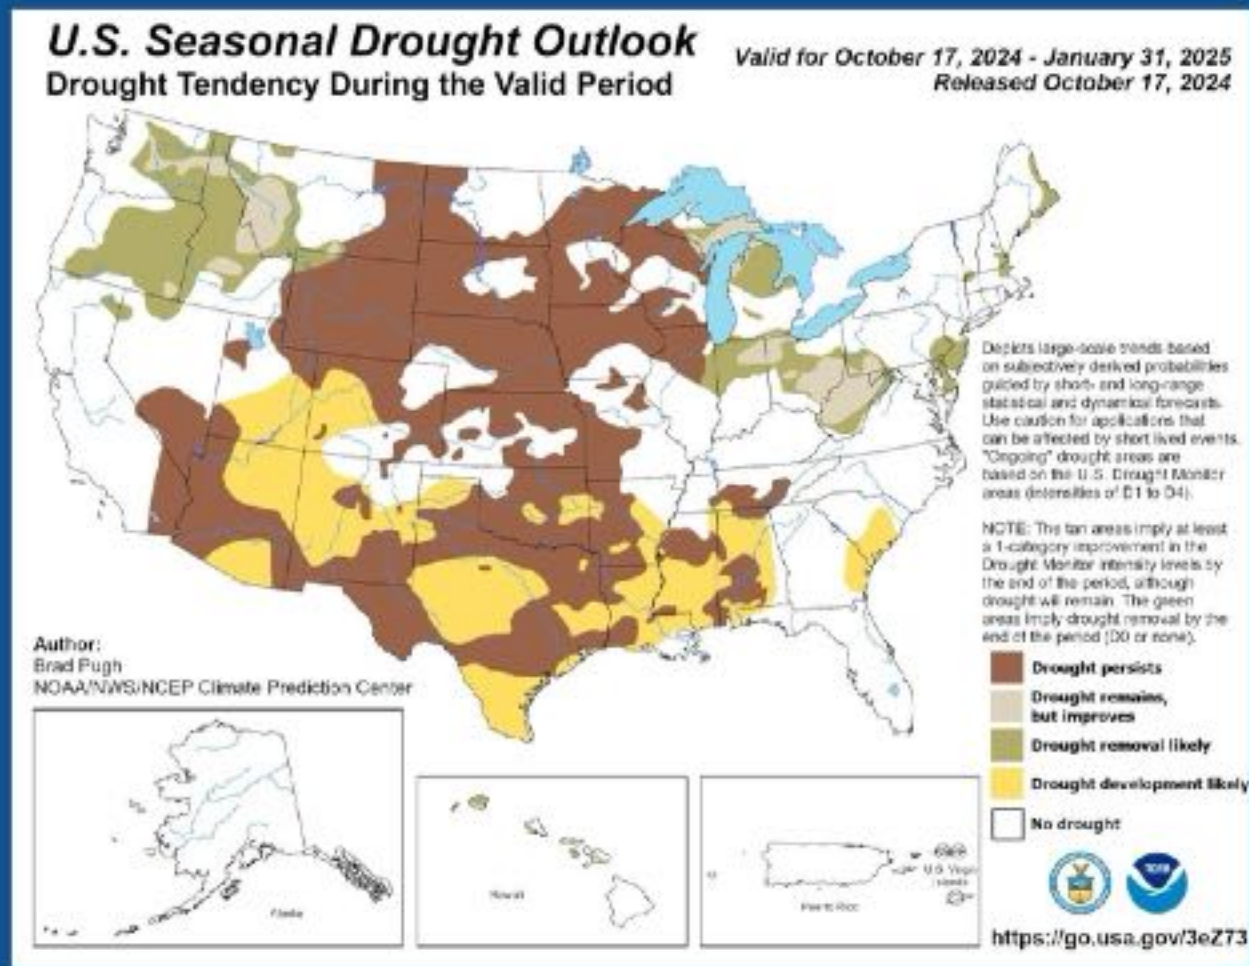 U.S. Seasonal Drought Outlook
Drought Tendency During the Valid Period
Valid for October 17, 2024 - January 31, 2025
Released October 17, 2024
Depicts large-scale trends based
on subjectively derived probabilities
guided by short- and long-range
statistical and dynamical forecasts.
Use caution for applications that
can be affected by short lived events.
"Ongoing" drought areas are
based on the U.S. Drought Monitor
areas (intensities of D1 to D4).
NOTE: The tan areas imply at least
a 1-category improvement in the
Drought Monitor intensity levels by
the end of the period, although
drought will remain. The green
areas imply drought removal by the
end of the period (D0 or none).
Author:
Brad Pugh
NOAA/NWS/NCEP Climate Prediction Center
Drought persists
Drought remains,
but improves
Drought removal likely
Drought development likely
No drought
Alaska
Hawaii
Puerto Rico
U.S. Virgin
Islands
NOAA
https://go.usa.gov/3eZ73